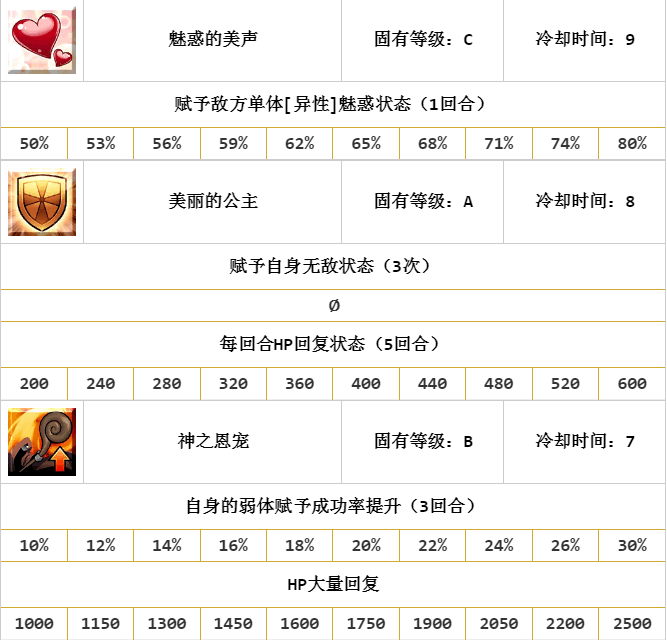 魅惑的美声 固有等级：C 冷却时间：9
赋予敌方单体[异性]魅惑状态（1回合）
50% 53% 56% 59% 62% 65% 68% 71% 74% 80%
美丽的公主 固有等级：A 冷却时间：8
赋予自身无敌状态（3次）
Ø
每回合HP回复状态（5回合）
200 240 280 320 360 400 440 480 520 600
神之恩宠 固有等级：B 冷却时间：7
自身的弱体赋予成功率提升（3回合）
10% 12% 14% 16% 18% 20% 22% 24% 26% 30%
HP大量回复
1000 1150 1300 1450 1600 1750 1900 2050 2200 2500